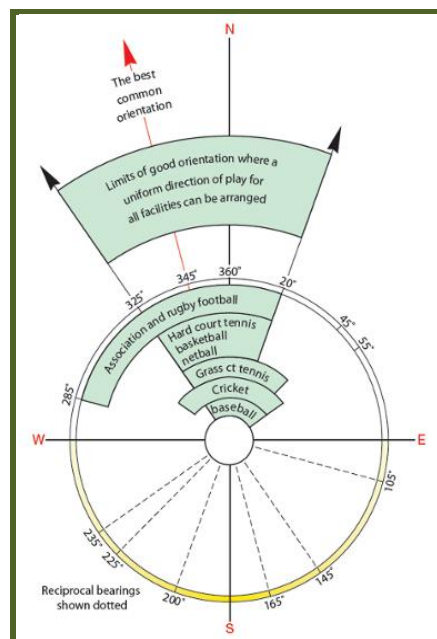 N
The best
common
orientation
Limits of good orientation where a
uniform direction of play for
all facilities can be arranged
325°
345°
360°
20°
45°
55°
285°
Association and rugby football
Hard court tennis
basketball
netball
Grass ct tennis
Cricket
baseball
W
E
105°
235°
225°
200°
165°
145°
Reciprocal bearings
shown dotted
S